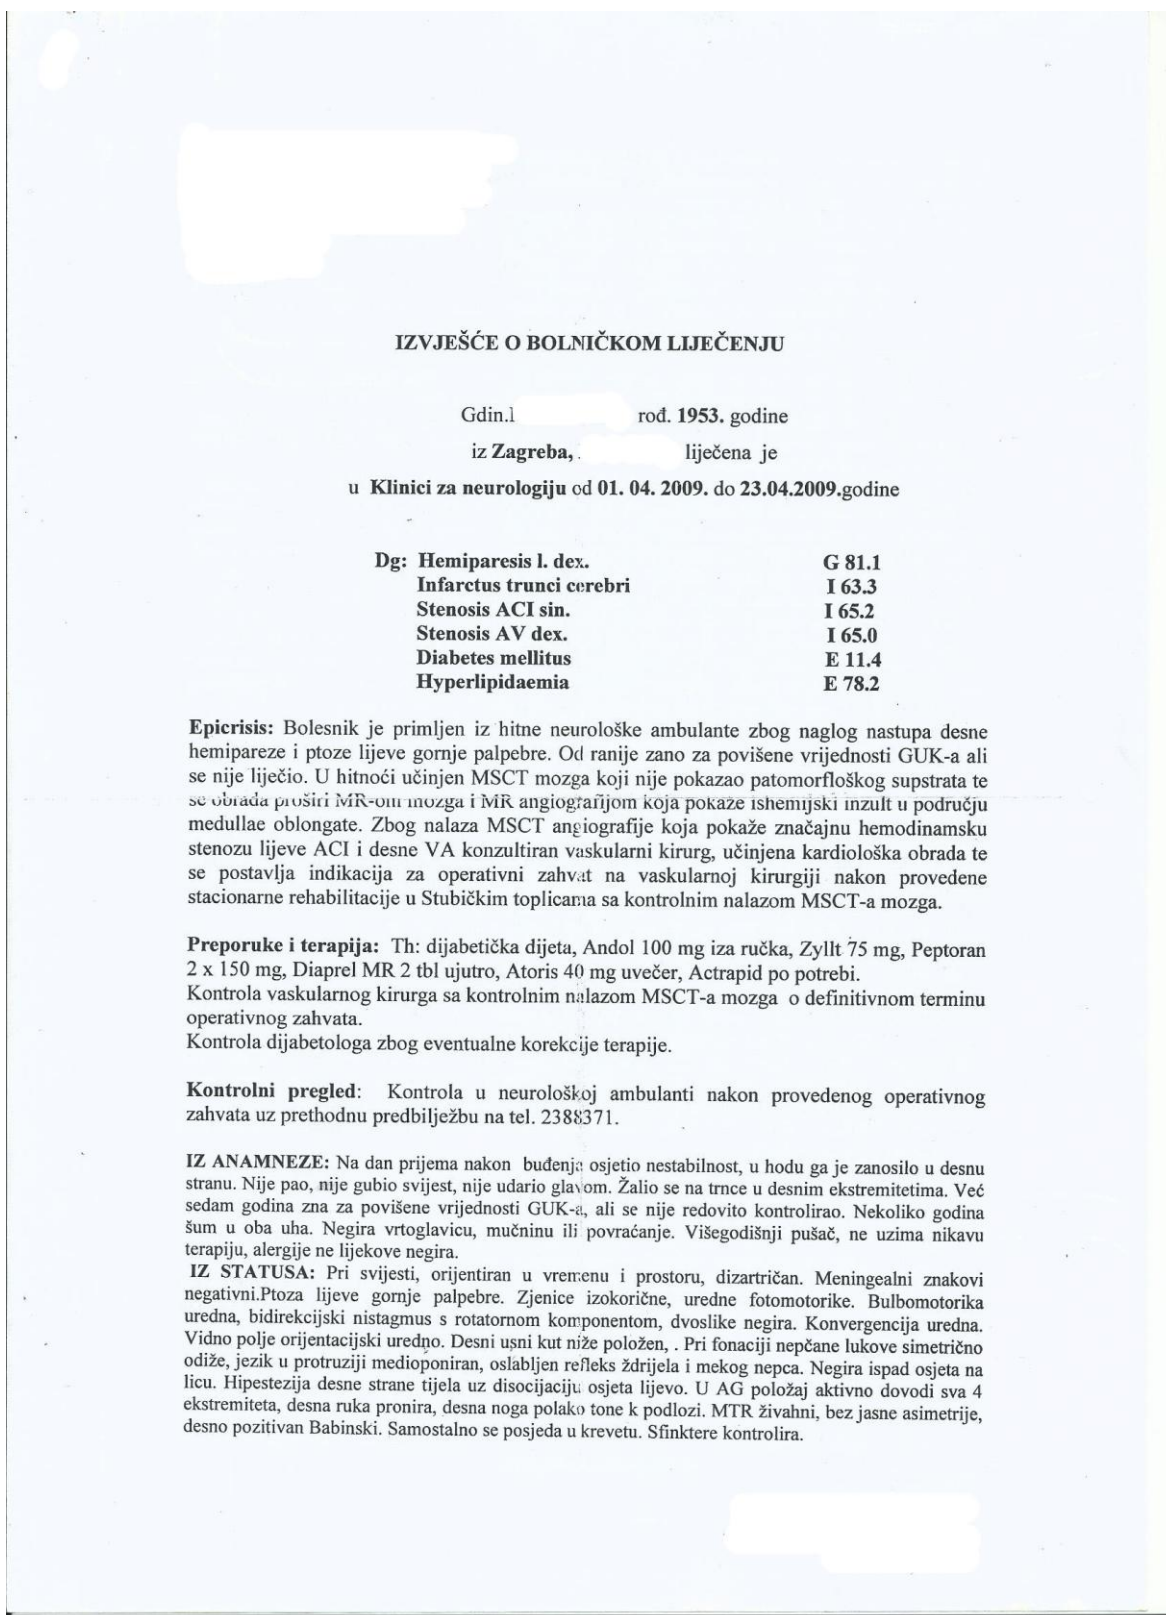 IZVJEŠĆE O BOLNIČKOM LIJEČENJU
Gdin. rođ. 1953. godine
iz Zagreba, liječena je
u Klinici za neurologiju od 01. 04. 2009. do 23.04.2009.godine
Dg: Hemiparesis l. dex. G 81.1
Infarctus trunci cerebri I 63.3
Stenosis ACI sin. I 65.2
Stenosis AV dex. I 65.0
Diabetes mellitus E 11.4
Hyperlipidaemia E 78.2
Epicrisis: Bolesnik je primljen iz hitne neurološke ambulante zbog naglog nastupa desne
hemipareze i ptoze lijeve gornje palpebre. Od ranije zano za povišene vrijednosti GUK-a ali
se nije liječio. U hitnoći učinjen MSCT mozga koji nije pokazao patomorfloškog supstrata te
se obrada proširi MR-om mozga i MR angiografijom koja pokaže ishemijski inzult u području
medullae oblongate. Zbog nalaza MSCT angiografije koja pokaže značajnu hemodinamsku
stenozu lijeve ACI i desne VA konzultiran vaskularni kirurg, učinjena kardiološka obrada te
se postavlja indikacija za operativni zahvat na vaskularnoj kirurgiji nakon provedene
stacionarne rehabilitacije u Stubičkim toplicama sa kontrolnim nalazom MSCT-a mozga.
Preporuke i terapija: Th: dijabetička dijeta, Andol 100 mg iza ručka, Zyllt 75 mg, Peptoran
2 x 150 mg, Diaprel MR 2 tbl ujutro, Atoris 40 mg uvečer, Actrapid po potrebi.
Kontrola vaskularnog kirurga sa kontrolnim nalazom MSCT-a mozga o definitivnom terminu
operativnog zahvata.
Kontrola dijabetologa zbog eventualne korekcije terapije.
Kontrolni pregled: Kontrola u neurološkoj ambulanti nakon provedenog operativnog
zahvata uz prethodnu predbilježbu na tel. 2388371.
IZ ANAMNEZE: Na dan prijema nakon buđenja osjetio nestabilnost, u hodu ga je zanosilo u desnu
stranu. Nije pao, nije gubio svijest, nije udario glavom. Žalio se na trnce u desnim ekstremitetima. Već
sedam godina zna za povišene vrijednosti GUK-a, ali se nije redovito kontrolirao. Nekoliko godina
šum u oba uha. Negira vrtoglavicu, mučninu ili povraćanje. Višegodišnji pušač, ne uzima nikavu
terapiju, alergije ne lijekove negira.
IZ STATUSA: Pri svijesti, orijentiran u vremenu i prostoru, dizartričan. Meningealni znakovi
negativni.Ptoza lijeve gornje palpebre. Zjenice izokorične, uredne fotomotorike. Bulbomotorika
uredna, bidirekcijski nistagmus s rotatornom komponentom, dvoslike negira. Konvergencija uredna.
Vidno polje orijentacijski uredno. Desni usni kut niže položen, . Pri fonaciji nepčane lukove simetrično
odiže, jezik u protruziji medioponiran, oslabljen refleks ždrijela i mekog nepca. Negira ispad osjeta na
licu. Hipestezija desne strane tijela uz disocijaciju osjeta lijevo. U AG položaj aktivno dovodi sva 4
ekstremiteta, desna ruka pronira, desna noga polako tone k podlozi. MTR živahni, bez jasne asimetrije,
desno pozitivan Babinski. Samostalno se posjeda u krevetu. Sfinktere kontrolira.